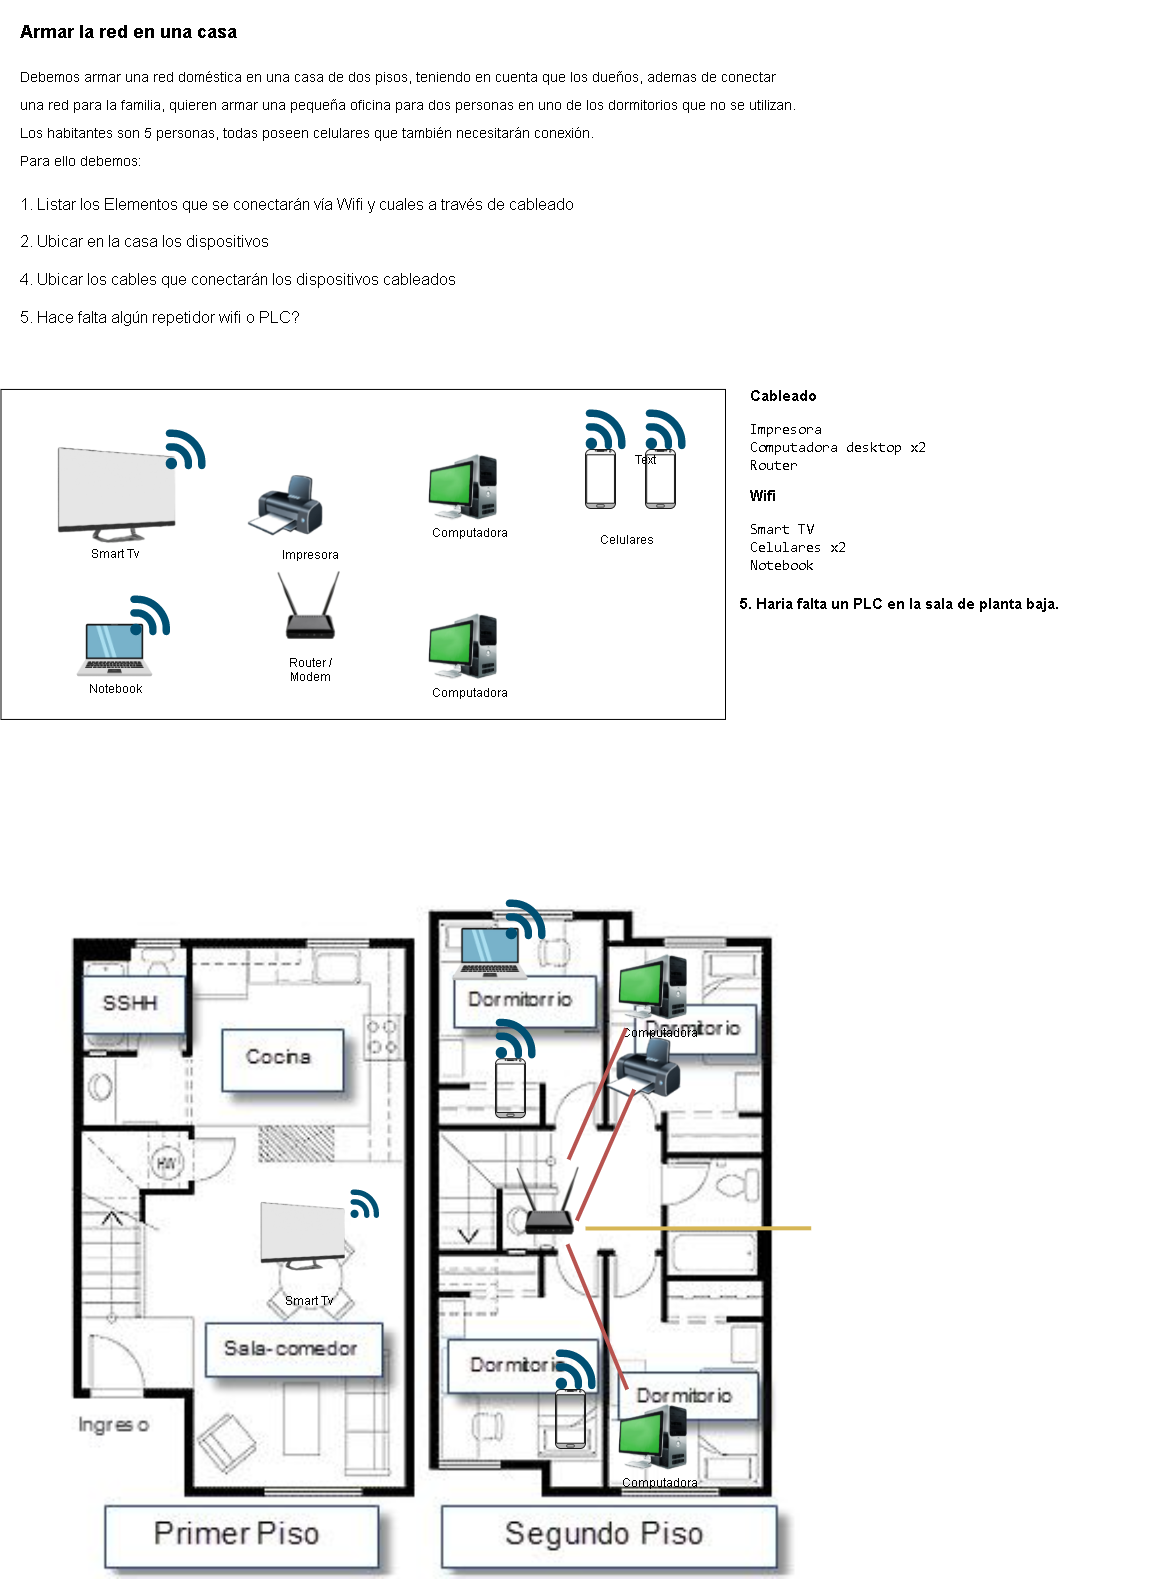 Armar la red en una casa
Debemos armar una red doméstica en una casa de dos pisos, teniendo en cuenta que los dueños, ademas de conectar
una red para la familia, quieren armar una pequeña oficina para dos personas en uno de los dormitorios que no se utilizan.
Los habitantes son 5 personas, todas poseen celulares que también necesitarán conexión.
Para ello debemos:
1. Listar los Elementos que se conectarán vía Wifi y cuales a través de cableado
2. Ubicar en la casa los dispositivos
4. Ubicar los cables que conectarán los dispositivos cableados
5. Hace falta algún repetidor wifi o PLC?
Smart Tv
Impresora
Computadora
Text
Celulares
Notebook
Router /
Modem
Computadora
Cableado
Impresora
Computadora desktop x2
Router
Wifi
Smart TV
Celulares x2
Notebook
5. Haria falta un PLC en la sala de planta baja.
SSHH
Cocina
HW
Smart Tv
Sala-comedor
Ingreso
Primer Piso
Dormitorrio
Dormitorio
Computadora
Dormitorio
Dormitorio
Computadora
Segundo Piso